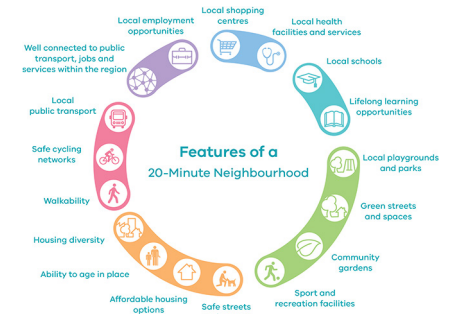 Local shopping
centres
Local health
facilities and services
Local schools
Lifelong learning
opportunities
Local playgrounds
and parks
Green streets
and spaces
Community
gardens
Sport and
recreation facilities
Safe streets
Affordable housing
options
Ability to age in place
Housing diversity
Walkability
Safe cycling
networks
Local
public transport
Well connected to public
transport, jobs and
services within the region
Local employment
opportunities
Features of a
20-Minute Neighbourhood